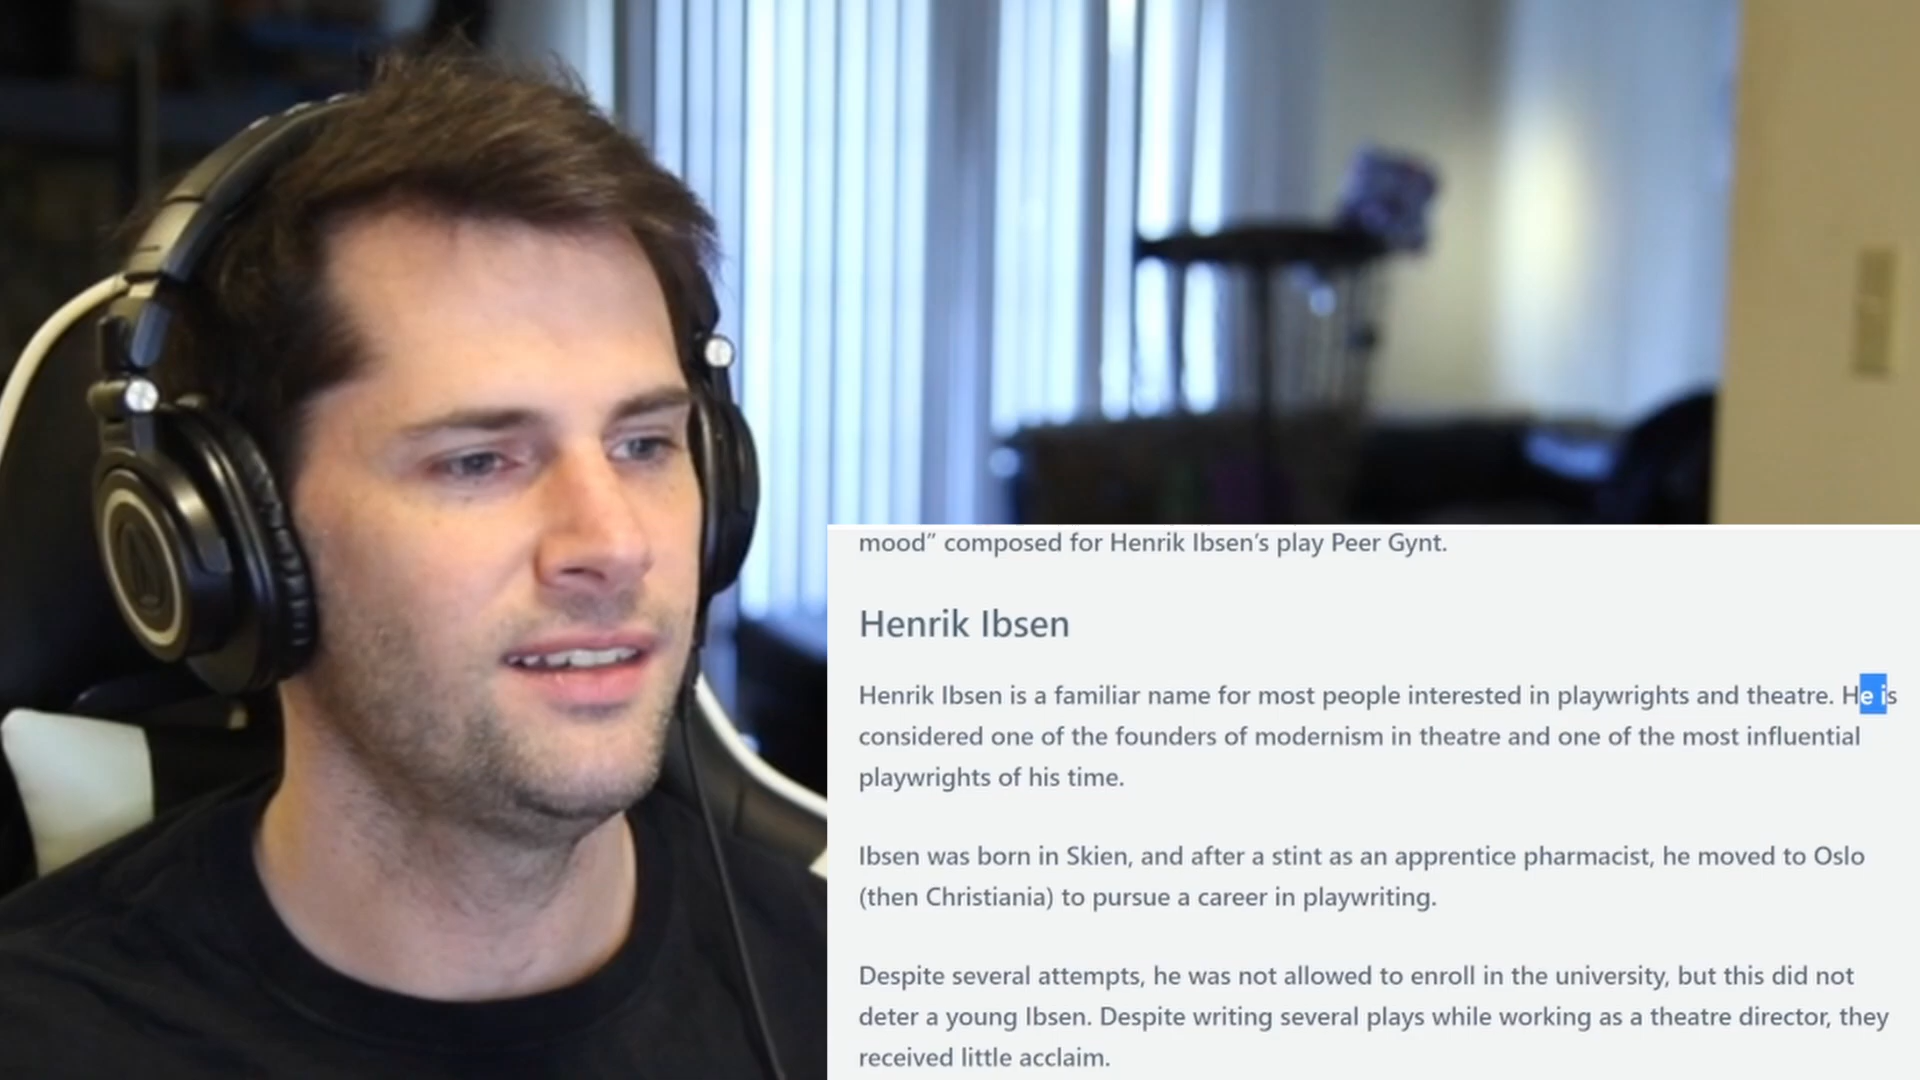 mood” composed for Henrik Ibsen’s play Peer Gynt.
Henrik Ibsen
Henrik Ibsen is a familiar name for most people interested in playwrights and theatre. He is
considered one of the founders of modernism in theatre and one of the most influential
playwrights of his time.
Ibsen was born in Skien, and after a stint as an apprentice pharmacist, he moved to Oslo
(then Christiania) to pursue a career in playwriting.
Despite several attempts, he was not allowed to enroll in the university, but this did not
deter a young Ibsen. Despite writing several plays while working as a theatre director, they
received little acclaim.